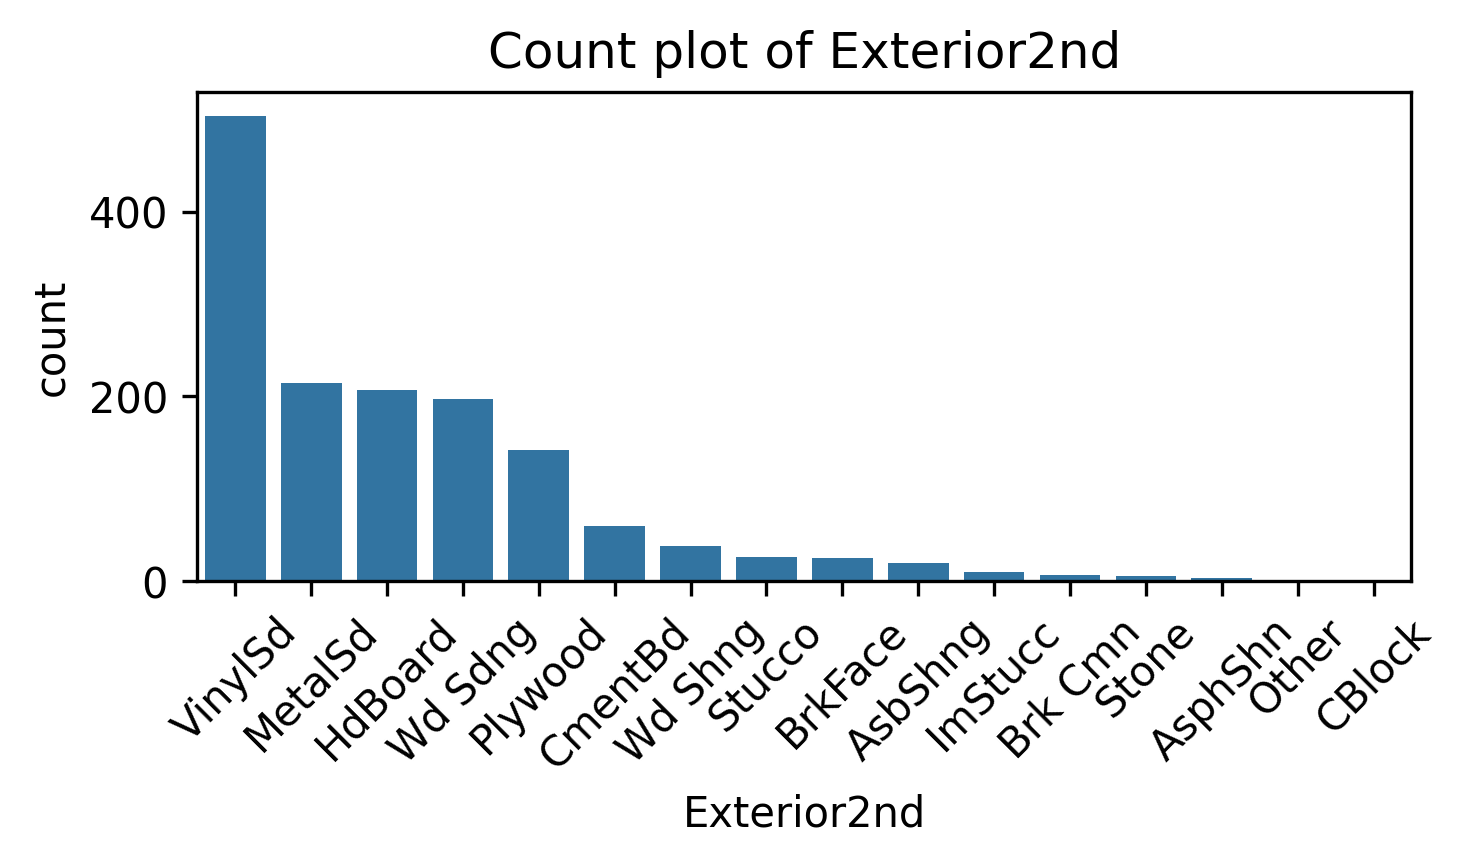 Count plot of Exterior2nd
count
400
200
0
VinylSd
MetalSd
HdBoard
Wd Sdng
Plywood
CmentBd
Wd Shng
Stucco
BrkFace
AsbShng
ImStucc
Brk Cmn
Stone
AsphShn
Other
CBlock
Exterior2nd